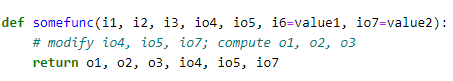 def somefunc(i1, i2, i3, io4, io5, i6=value1, io7=value2):
    # modify io4, io5, io7; compute o1, o2, o3
    return o1, o2, o3, io4, io5, io7